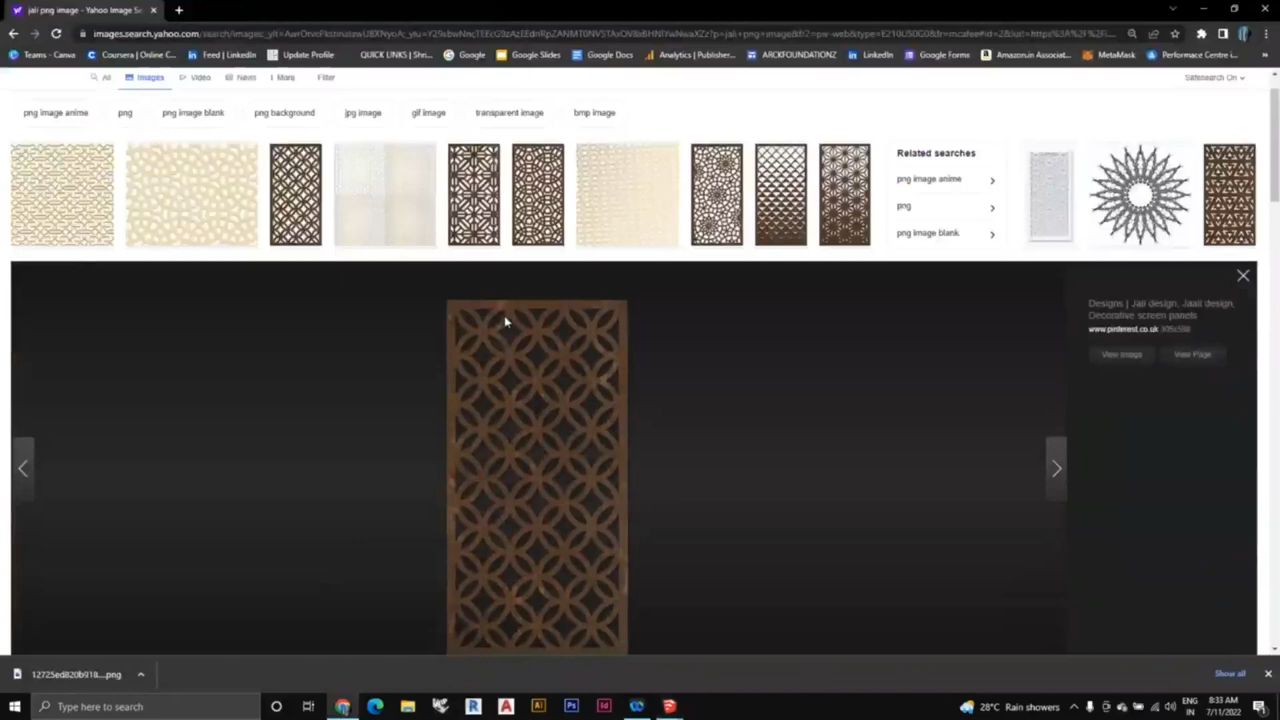 jali png image - Yahoo Image Se
Teams - Canva
Coursera | Online C...
Feed | LinkedIn
Update Profile
QUICK LINKS | Shri...
Google
Google Slides
Google Docs
Analytics | Publisher...
ARCKFOUNDATIONZ
LinkedIn
Google Forms
Amazon.in Associat...
MetaMask
Performace Centre i...
All
Images
Video
News
More
Filter
Safesearch On
png image anime
png
png image blank
png background
jpg image
gif image
transparent image
bmp image
Related searches
png image anime
png
png image blank
Designs | Jali design, Jaali design,
Decorative screen panels
www.pinterest.co.uk
View Image
View Page
Show all
Type here to search
28°C Rain showers
ENG
IN
8:33 AM
7/11/2022